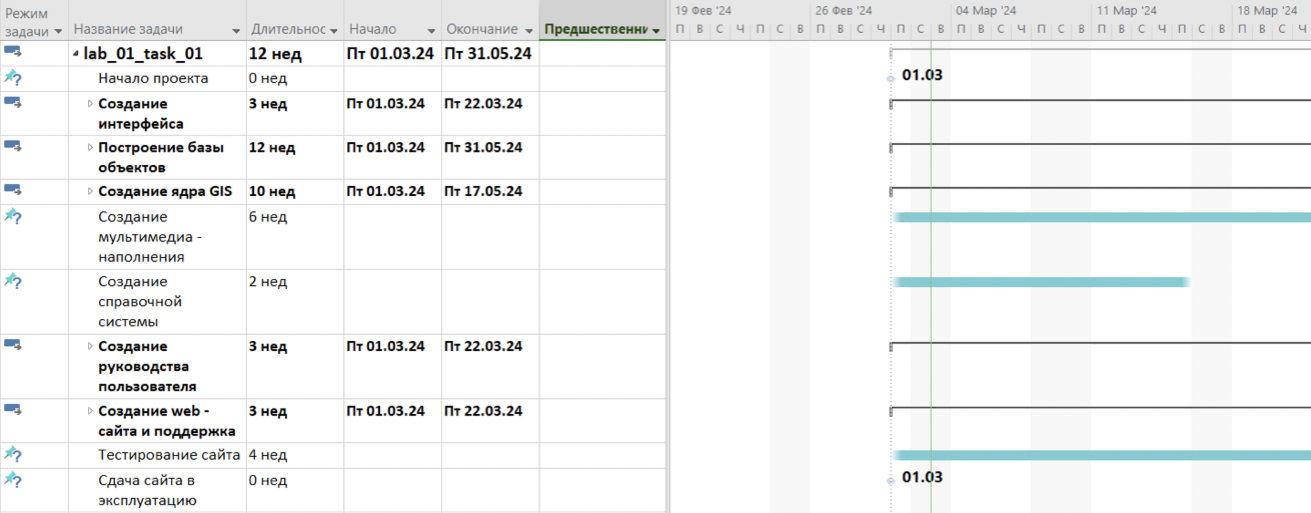 Режим задачи Название задачи Длительнос Начало Окончание Предшественни
19 Фев '24 26 Фев '24 04 Мар '24 11 Мар '24 18 Мар '24
П В С Ч П С В П В С Ч П С В П В С Ч П С В П В С Ч П С В П В С Ч
lab_01_task_01 12 нед Пт 01.03.24 Пт 31.05.24
Начало проекта 0 нед 01.03
Создание 3 нед Пт 01.03.24 Пт 22.03.24
интерфейса
Построение базы 12 нед Пт 01.03.24 Пт 31.05.24
объектов
Создание ядра GIS 10 нед Пт 01.03.24 Пт 17.05.24
Создание 6 нед
мультимедиа -
наполнения
Создание 2 нед
справочной
системы
Создание 3 нед Пт 01.03.24 Пт 22.03.24
руководства
пользователя
Создание web - 3 нед Пт 01.03.24 Пт 22.03.24
сайта и поддержка
Тестирование сайта 4 нед
Сдача сайта в 0 нед 01.03
эксплуатацию